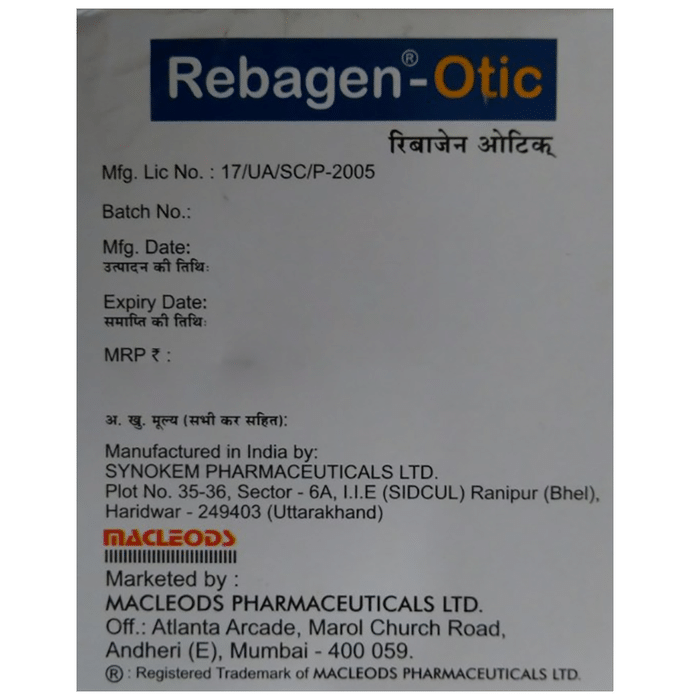 Rebagen®-Otic
रिबाजेन ओटिक्
Mfg. Lic No. : 17/UA/SC/P-2005
Batch No.:
Mfg. Date:
उत्पादन की तिथिः
Expiry Date:
समाप्ति की तिथिः
MRP ₹ :
अ. खु. मूल्य (सभी कर सहित):
Manufactured in India by:
SYNOKEM PHARMACEUTICALS LTD.
Plot No. 35-36, Sector - 6A, I.I.E (SIDCUL) Ranipur (Bhel),
Haridwar - 249403 (Uttarakhand)
MACLEODS
Marketed by :
MACLEODS PHARMACEUTICALS LTD.
Off.: Atlanta Arcade, Marol Church Road,
Andheri (E), Mumbai - 400 059.
® : Registered Trademark of MACLEODS PHARMACEUTICALS LTD.